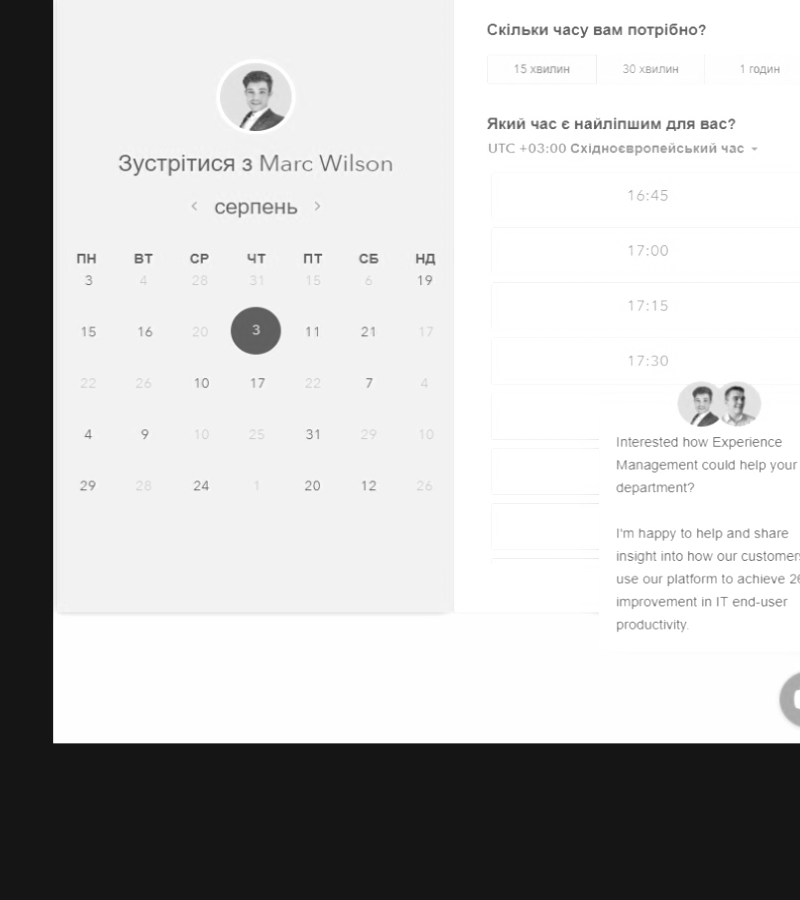 Зустрітися з Marc Wilson
серпень
ПН ВТ СР ЧТ ПТ СБ НД
3 4 28 31 15 6 19
15 16 20 3 11 21 17
22 26 10 17 22 7 4
4 9 10 25 31 29 10
29 28 24 1 20 12 26
Скільки часу вам потрібно?
15 хвилин 30 хвилин 1 годин
Який час є найліпшим для вас?
UTC +03:00 Східноєвропейський час
16:45
17:00
17:15
17:30
Interested how Experience
Management could help your
department?
I'm happy to help and share
insight into how our customers
use our platform to achieve 26
improvement in IT end-user
productivity.